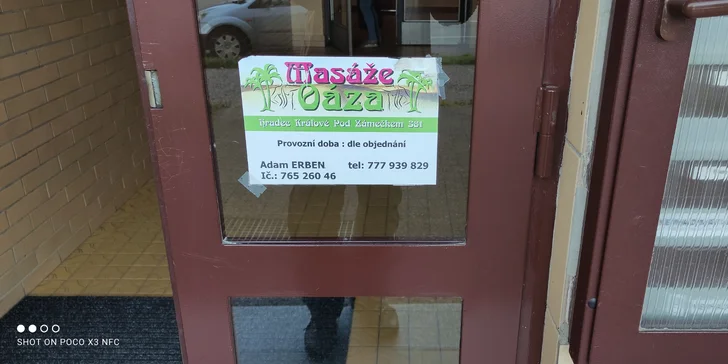 Masáže
Oáza
Hradec Králové Pod Zámečkem 381
Provozní doba : dle objednání
Adam ERBEN tel: 777 939 829
Ič.: 765 260 46
SHOT ON POCO X3 NFC